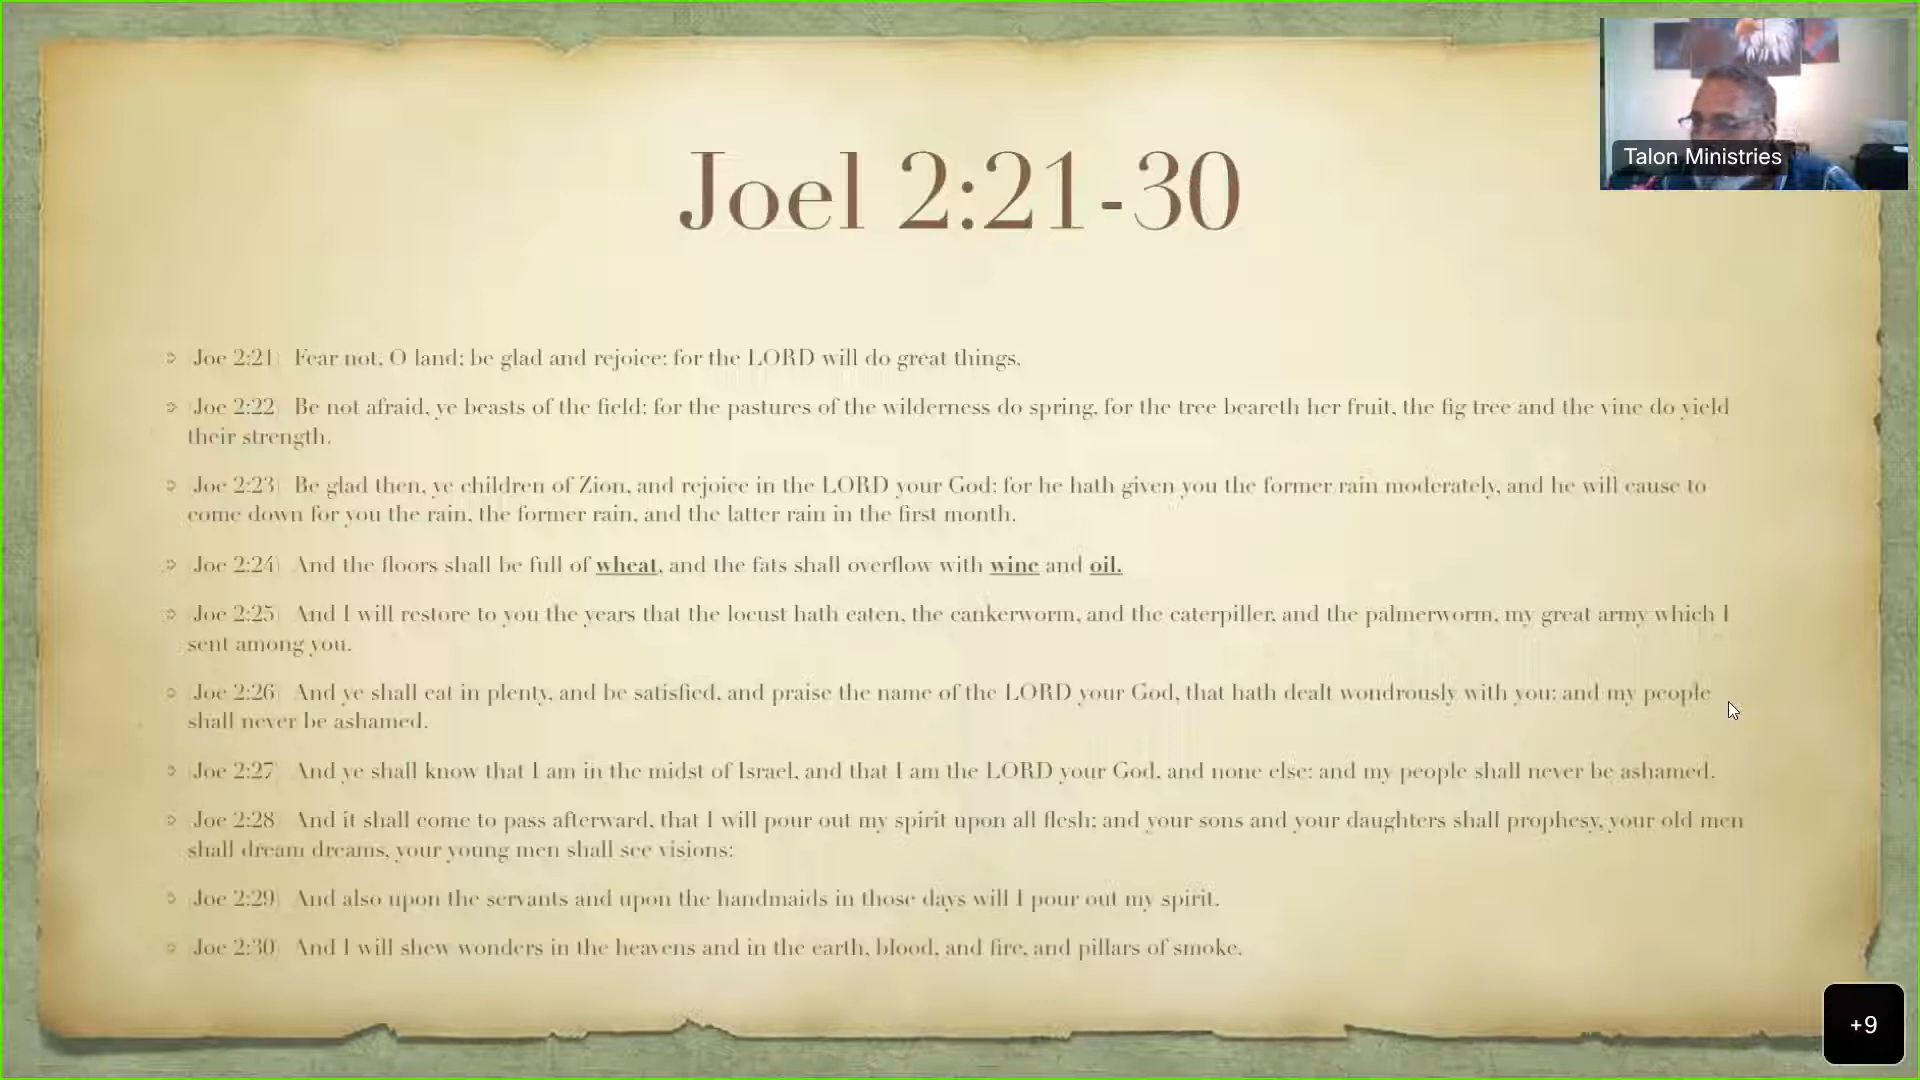 Talon Ministries
Joel 2:21-30
(Joe 2:21) Fear not, O land; be glad and rejoice: for the LORD will do great things.
(Joe 2:22) Be not afraid, ye beasts of the field: for the pastures of the wilderness do spring, for the tree beareth her fruit, the fig tree and the vine do yield
their strength.
(Joe 2:23) Be glad then, ye children of Zion, and rejoice in the LORD your God: for he hath given you the former rain moderately, and he will cause to
come down for you the rain, the former rain, and the latter rain in the first month.
(Joe 2:24) And the floors shall be full of wheat, and the fats shall overflow with wine and oil.
(Joe 2:25) And I will restore to you the years that the locust hath eaten, the cankerworm, and the caterpiller, and the palmerworm, my great army which I
sent among you.
(Joe 2:26) And ye shall eat in plenty, and be satisfied, and praise the name of the LORD your God, that hath dealt wondrously with you: and my people
shall never be ashamed.
(Joe 2:27) And ye shall know that I am in the midst of Israel, and that I am the LORD your God, and none else: and my people shall never be ashamed.
(Joe 2:28) And it shall come to pass afterward, that I will pour out my spirit upon all flesh; and your sons and your daughters shall prophesy, your old men
shall dream dreams, your young men shall see visions:
(Joe 2:29) And also upon the servants and upon the handmaids in those days will I pour out my spirit.
(Joe 2:30) And I will shew wonders in the heavens and in the earth, blood, and fire, and pillars of smoke.
+9